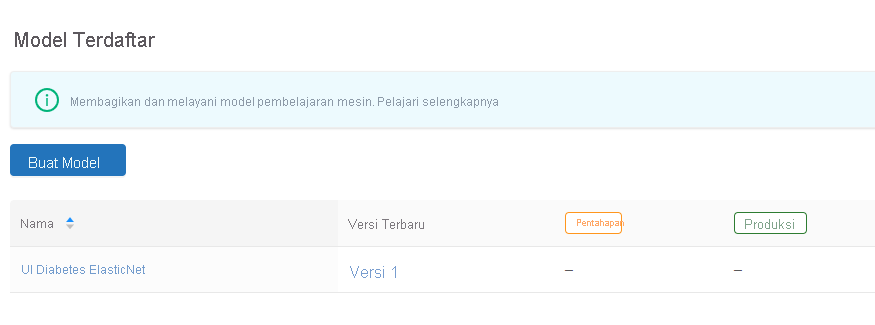 Model Terdaftar
Membagikan dan melayani model pembelajaran mesin. Pelajari selengkapnya
Buat Model
Nama Versi Terbaru Pentahapan Produksi
UI Diabetes ElasticNet Versi 1 – –